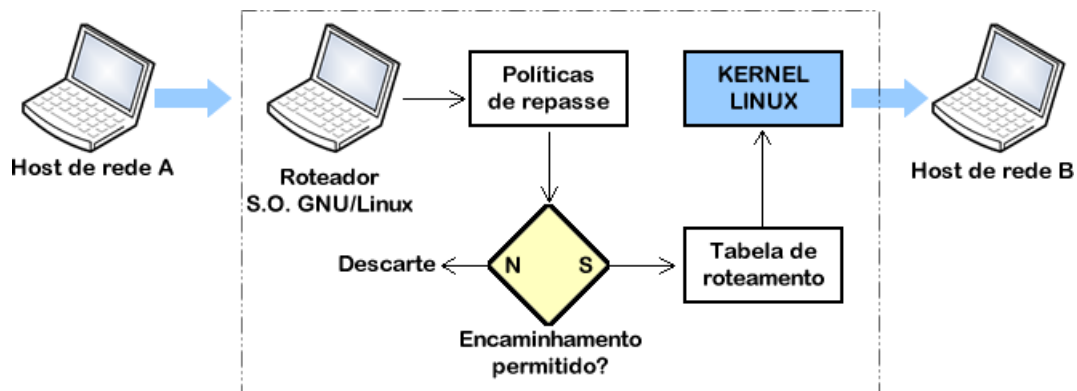 Host de rede A
Roteador
S.O. GNU/Linux
Políticas
de repasse
KERNEL
LINUX
Host de rede B
Descarte
N
S
Tabela de
roteamento
Encaminhamento
permitido?